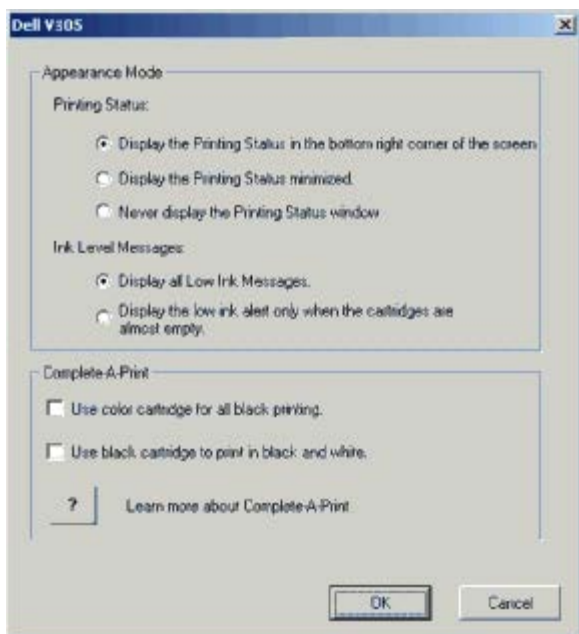 Dell V305
Appearance Mode
Printing Status:
Display the Printing Status in the bottom right corner of the screen
Display the Printing Status minimized.
Never display the Printing Status window
Ink Level Messages:
Display all Low Ink Messages.
Display the low ink alert only when the cartridges are
almost empty.
Complete-A-Print
Use color cartridge for all black printing.
Use black cartridge to print in black and white.
?
Learn more about Complete-A-Print
OK
Cancel